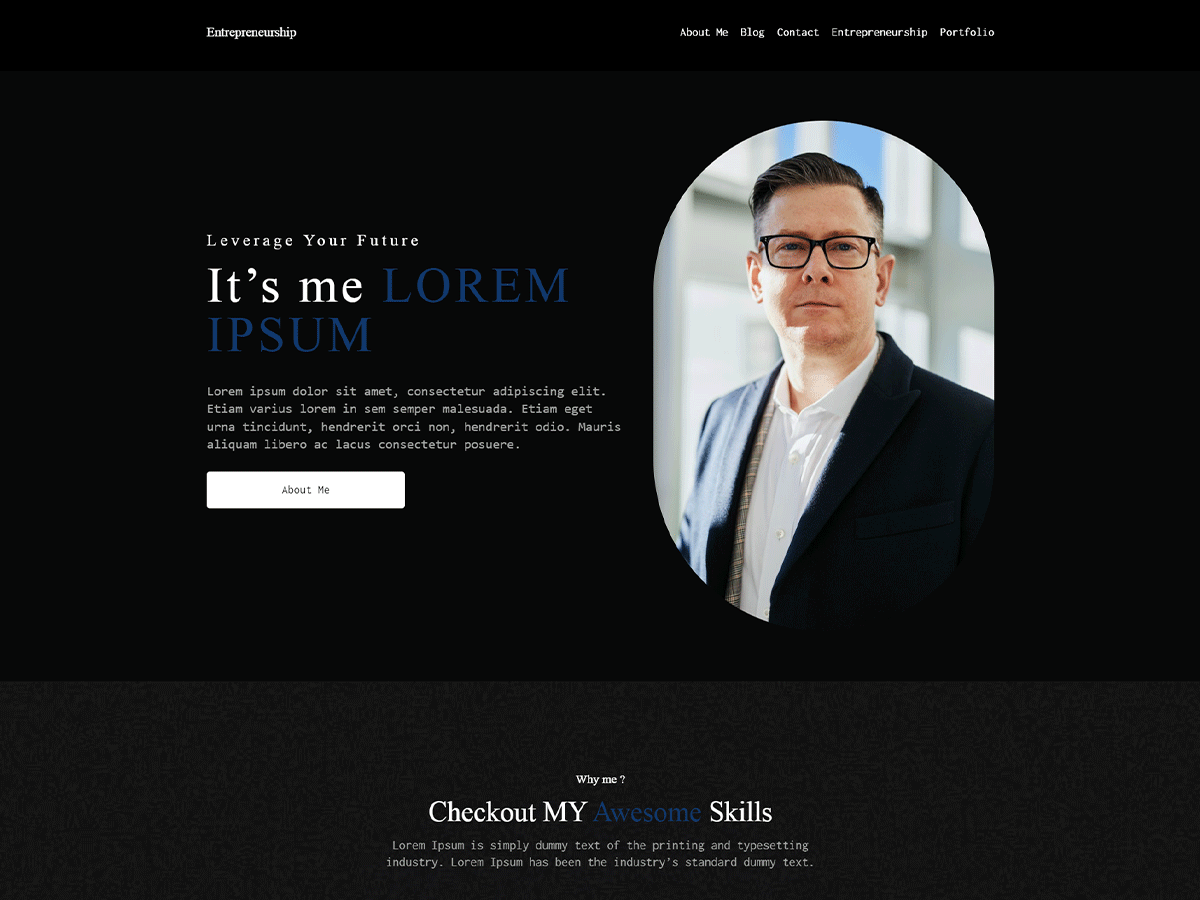 Entrepreneurship
About Me Blog Contact Entrepreneurship Portfolio
Leverage Your Future
It’s me LOREM
IPSUM
Lorem ipsum dolor sit amet, consectetur adipiscing elit.
Etiam varius lorem in sem semper malesuada. Etiam eget
urna tincidunt, hendrerit orci non, hendrerit odio. Mauris
aliquam libero ac lacus consectetur posuere.
About Me
Why me ?
Checkout MY Awesome Skills
Lorem Ipsum is simply dummy text of the printing and typesetting
industry. Lorem Ipsum has been the industry’s standard dummy text.